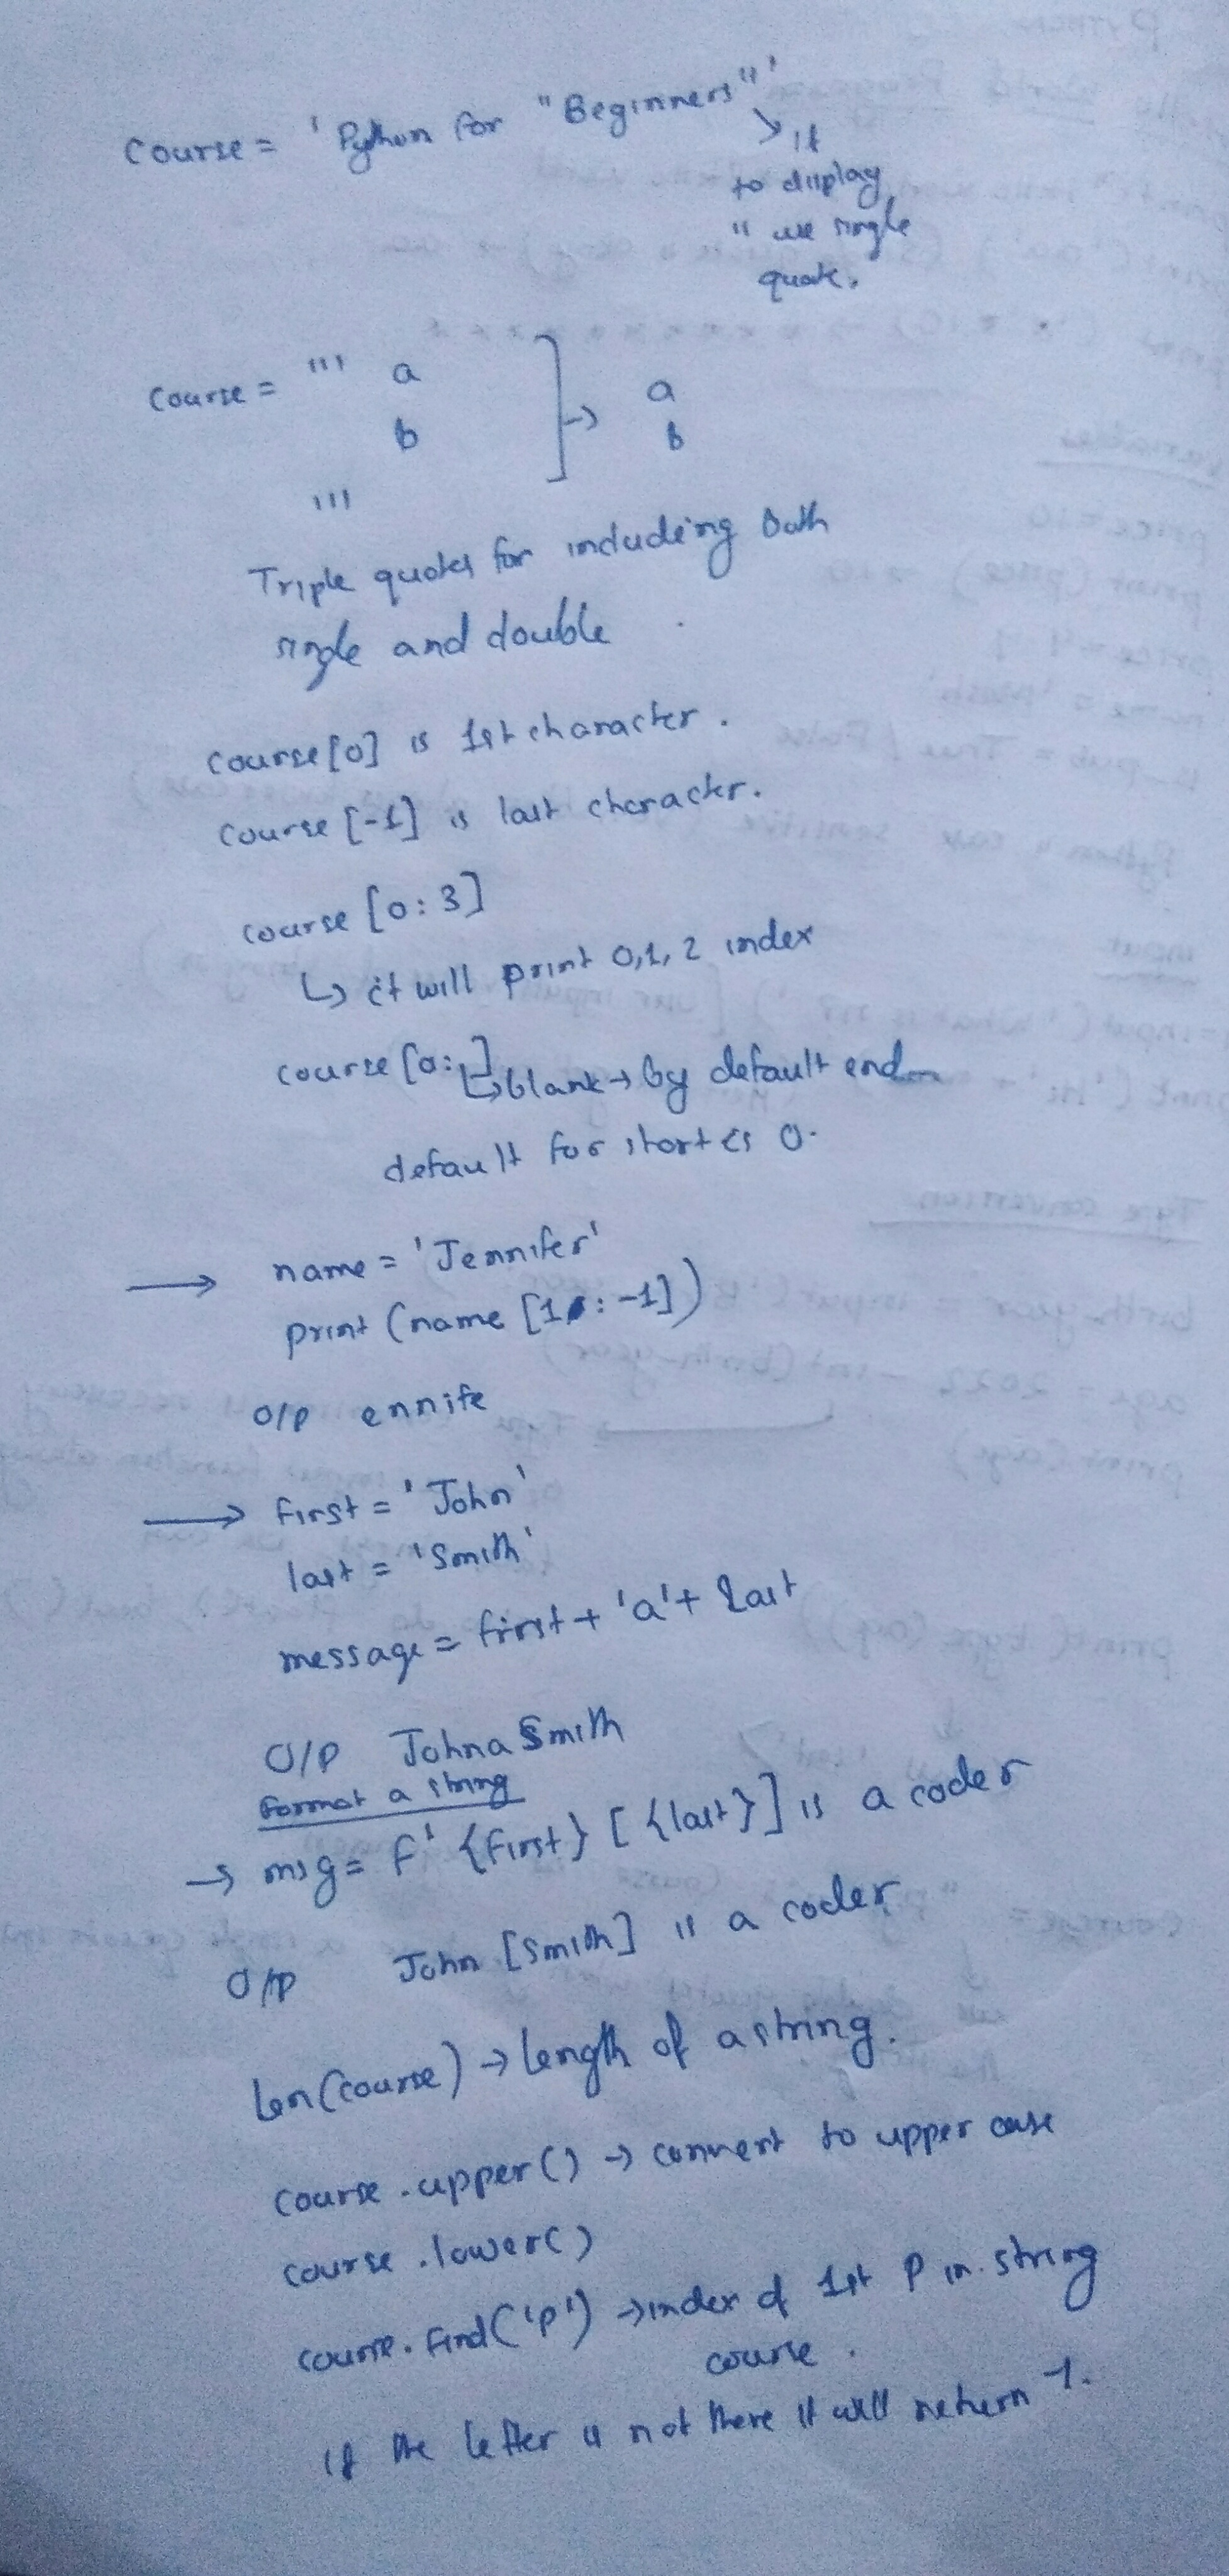 course = 'Python for "Beginners"'
↘ if
to display
" use single
quote.
course = ''' a
b
'''
] → a
b
Triple quotes for including both
single and double
course[0] is 1st character.
course [-1] is last character.
course [0:3]
↳ it will print 0,1,2 index
course [0: ] ↳ blank → by default end
default for start is 0.
→ name = 'Jennifer'
print (name [1 : -1])
O/P ennife
→ first = 'John'
last = 'Smith'
message = first + 'a' + last
O/P Johna Smith
Format a string
→ msg = F' {first} [{last}] is a coder
O/P John [Smith] is a coder
len(course) → length of a string.
course.upper() → convert to upper case
course.lower()
course.find('p') → index of 1st p in string
course.
if the letter is not there it will return -1.